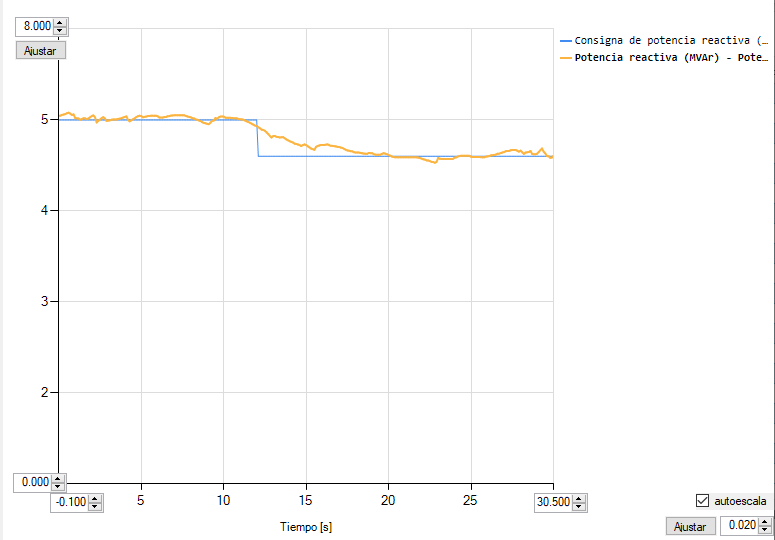 8.000
Ajustar
Consigna de potencia reactiva (…
Potencia reactiva (MVAr) - Pote…
5
4
3
2
0.000
-0.100
5
10
15
20
25
30.500
Tiempo [s]
autoescala
Ajustar
0.020